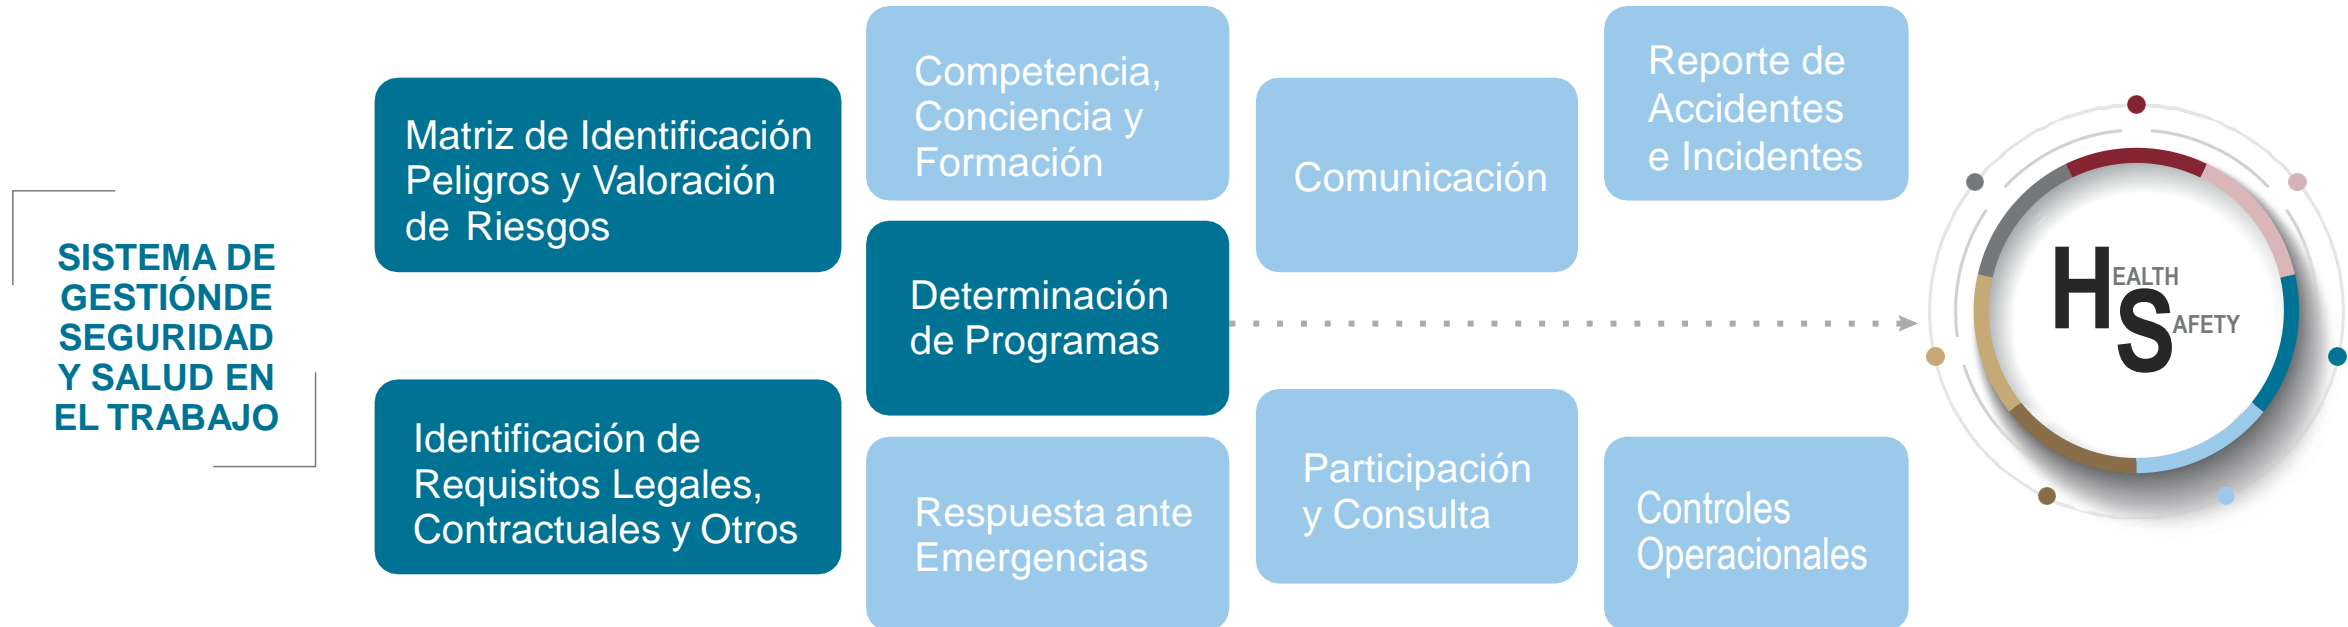 SISTEMA DE
GESTIÓNDE
SEGURIDAD
Y SALUD EN
EL TRABAJO
Matriz de Identificación
Peligros y Valoración
de Riesgos
Identificación de
Requisitos Legales,
Contractuales y Otros
Competencia,
Conciencia y
Formación
Determinación
de Programas
Respuesta ante
Emergencias
Comunicación
Participación
y Consulta
Reporte de
Accidentes
e Incidentes
Controles
Operacionales
HEALTH
SAFETY